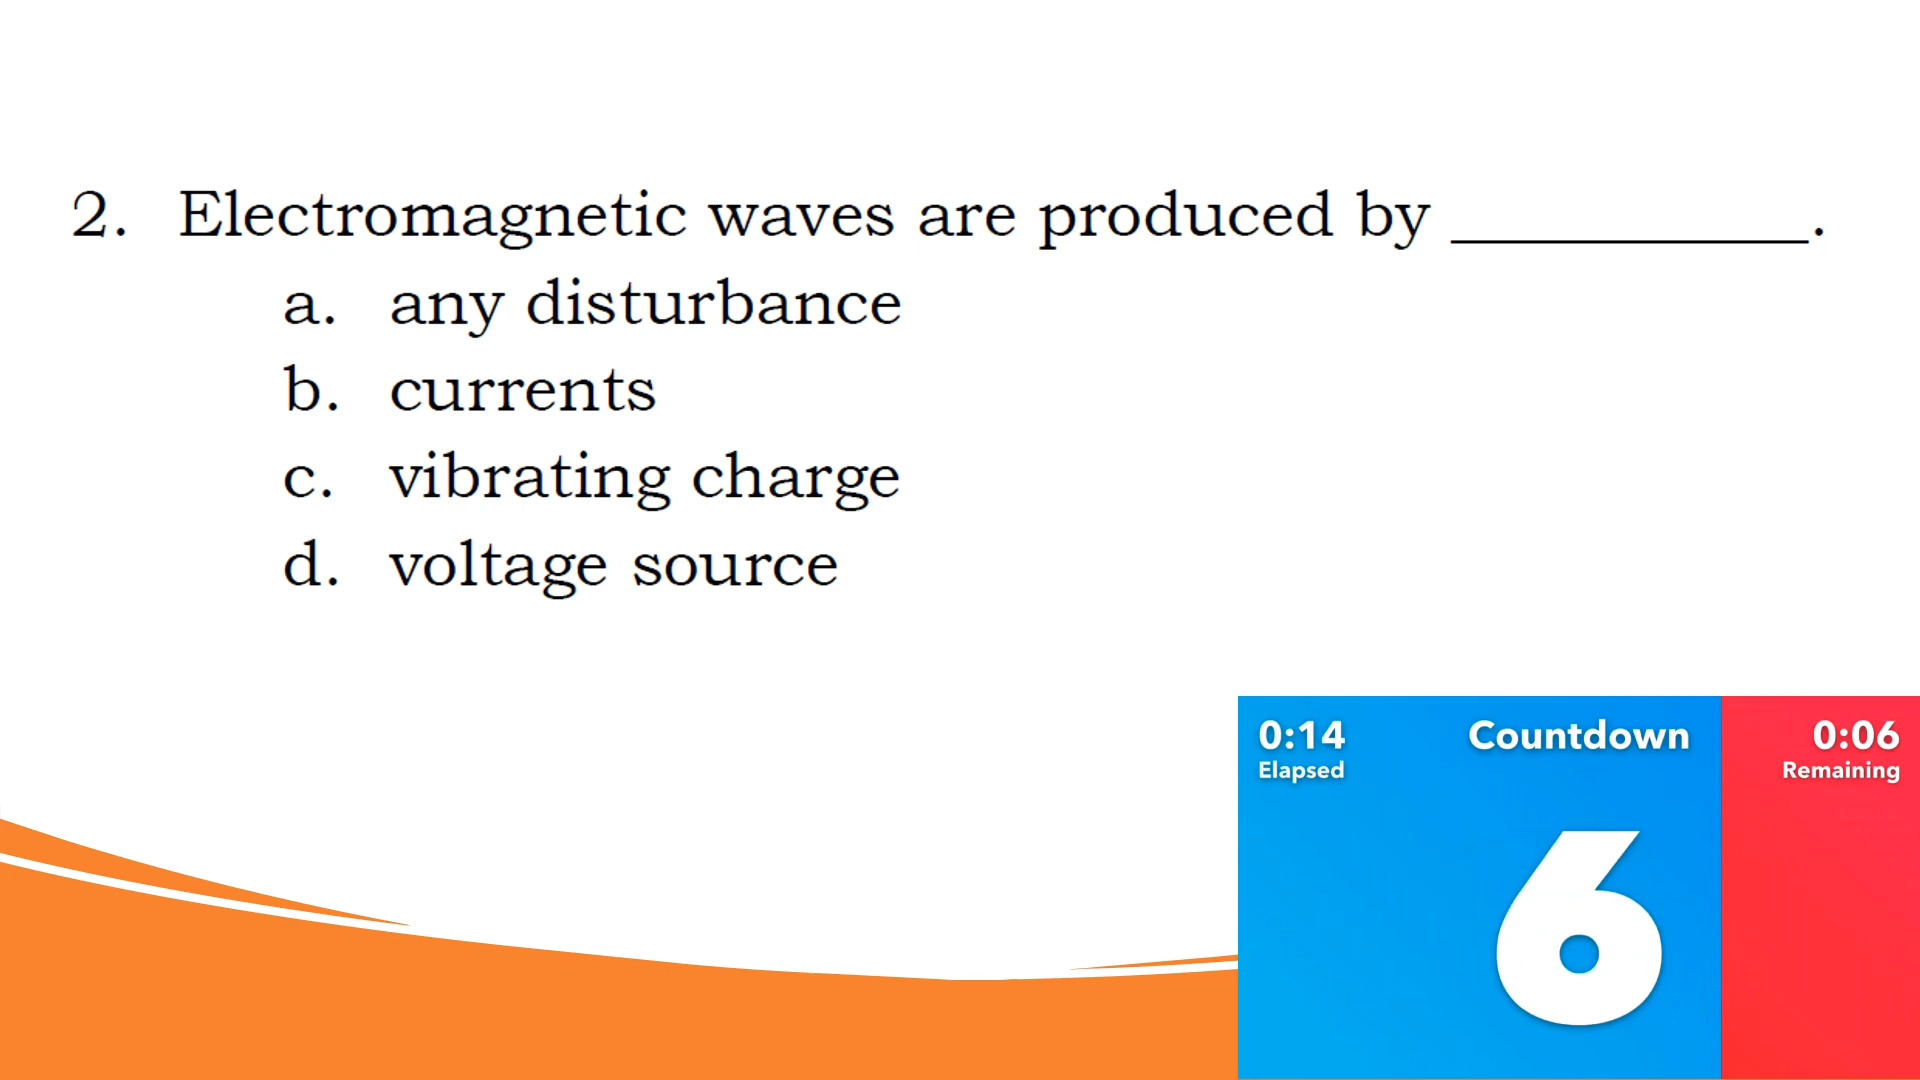 2. Electromagnetic waves are produced by __________.
a. any disturbance
b. currents
c. vibrating charge
d. voltage source
0:14 Countdown 0:06
Elapsed Remaining
6